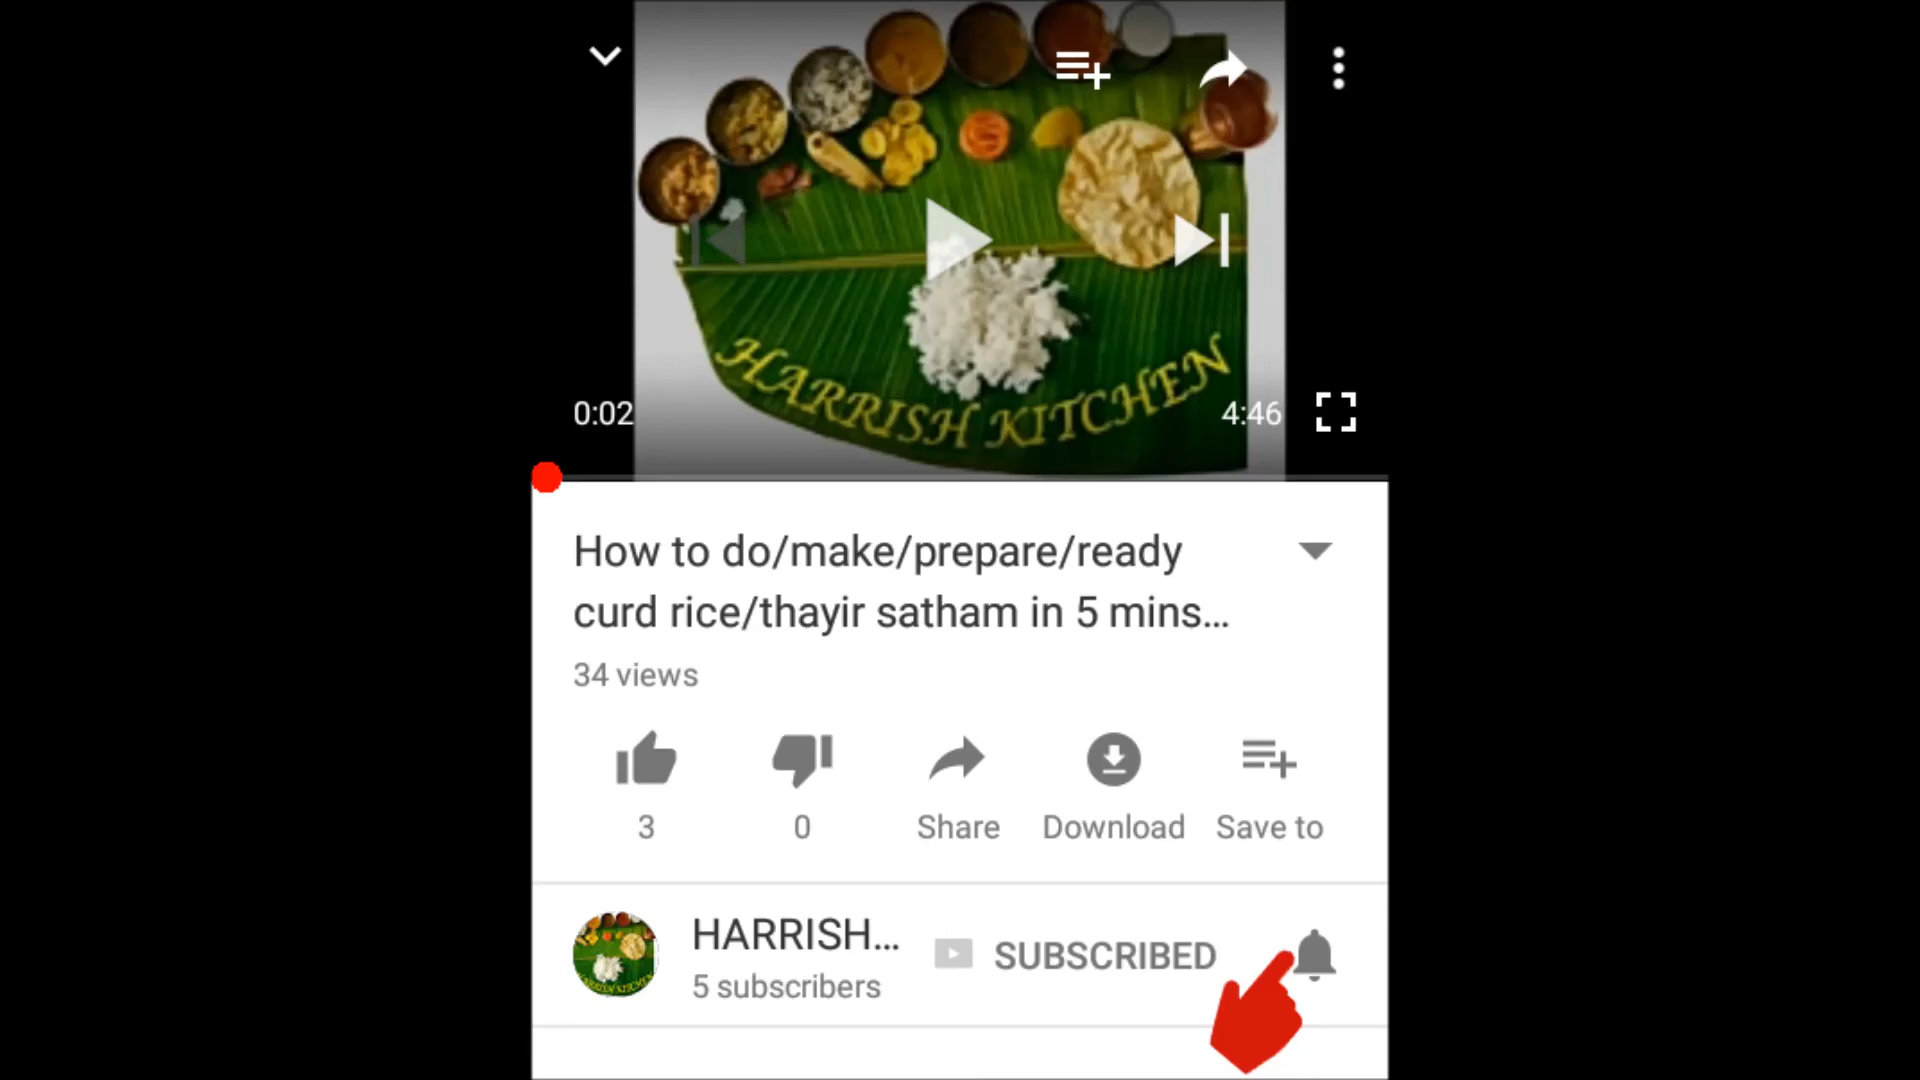 HARRISH KITCHEN
0:02
4:46
How to do/make/prepare/ready
curd rice/thayir satham in 5 mins...
34 views
3
0
Share
Download
Save to
HARRISH...
SUBSCRIBED
5 subscribers